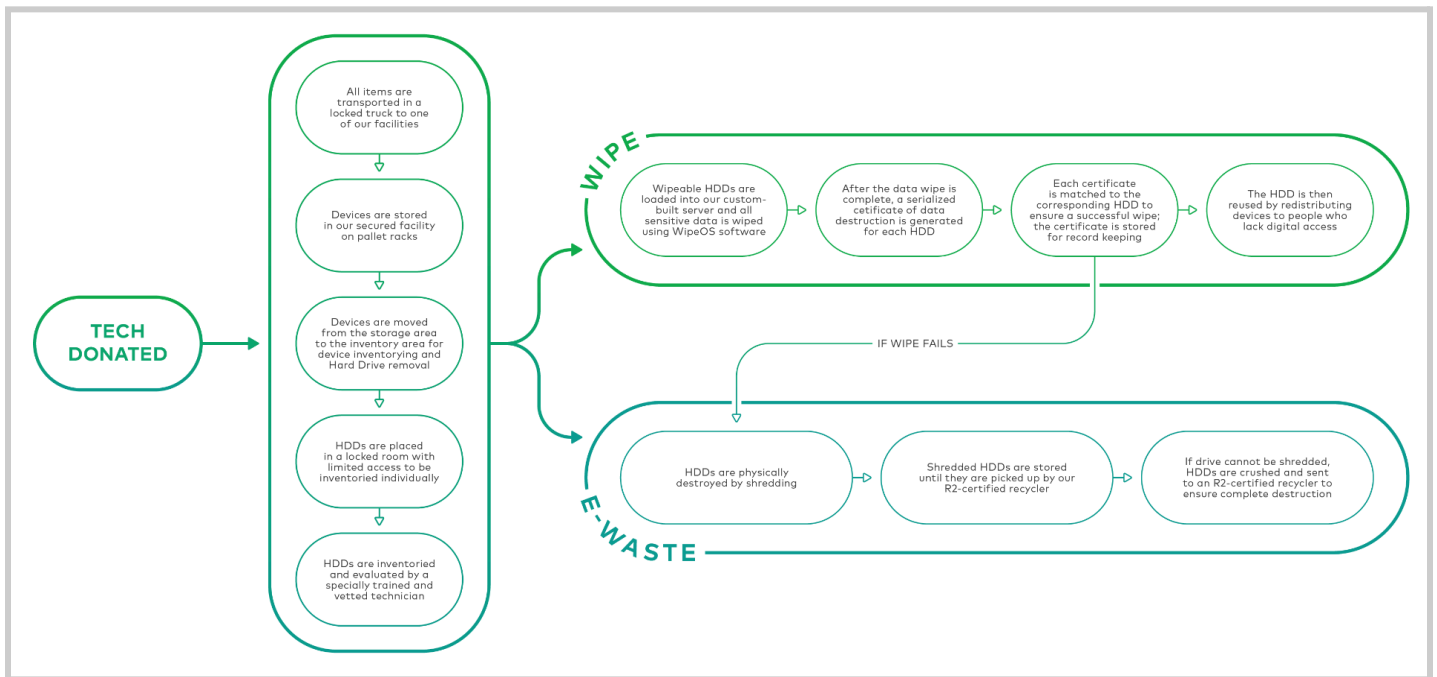 TECH
DONATED
All items are
transported in a
locked truck to one
of our facilities
Devices are stored
in our secured facility
on pallet racks
Devices are moved
from the storage area
to the inventory area for
device inventorying and
Hard Drive removal
HDDs are placed
in a locked room with
limited access to be
inventoried individually
HDDs are inventoried
and evaluated by a
specially trained and
vetted technician
WIPE
Wipeable HDDs are
loaded into our custom-
built server and all
sensitive data is wiped
using WipeOS software
After the data wipe is
complete, a serialized
cetificate of data
destruction is generated
for each HDD
Each certificate
is matched to the
corresponding HDD to
ensure a successful wipe;
the certificate is stored
for record keeping
The HDD is then
reused by redistributing
devices to people who
lack digital access
IF WIPE FAILS
E-WASTE
HDDs are physically
destroyed by shredding
Shredded HDDs are stored
until they are picked up by our
R2-certified recycler
If drive cannot be shredded,
HDDs are crushed and sent
to an R2-certified recycler to
ensure complete destruction